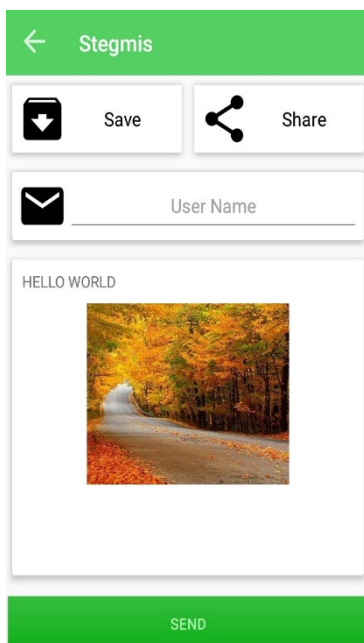 Stegmis
Save
Share
User Name
HELLO WORLD
SEND